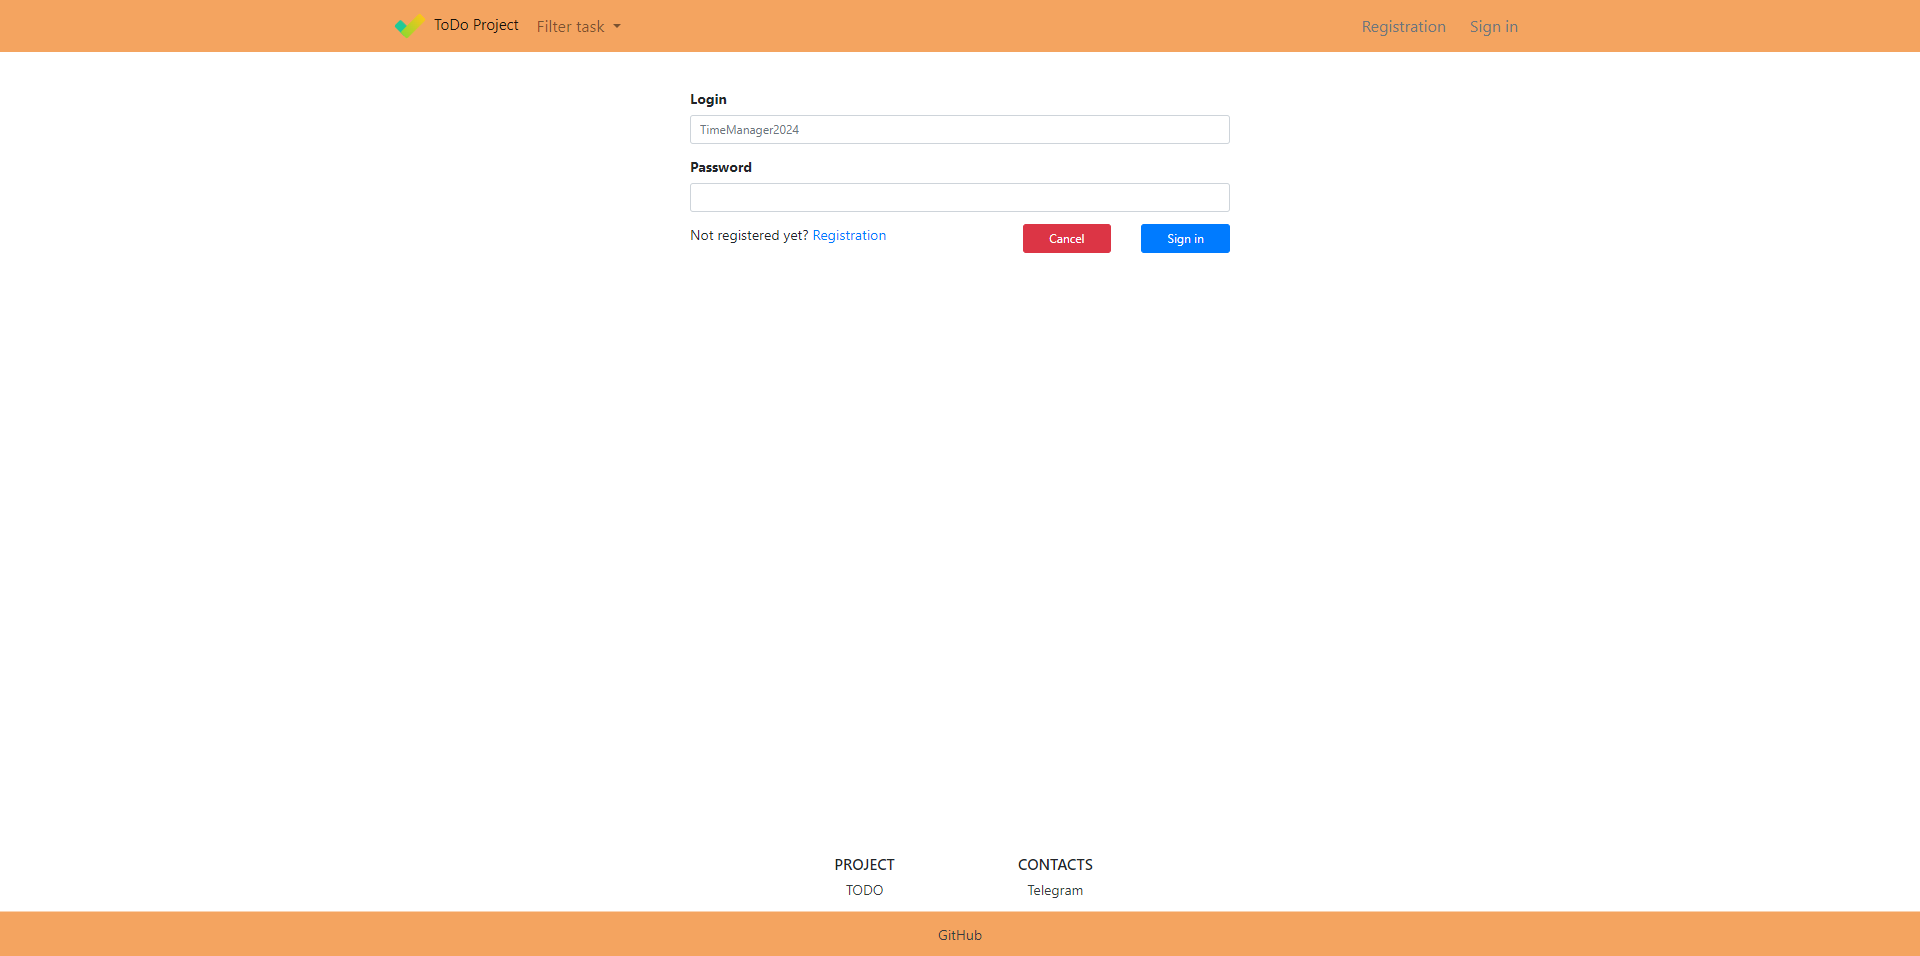 ToDo Project Filter task Registration Sign in
Login
TimeManager2024
Password
Not registered yet? Registration Cancel Sign in
PROJECT CONTACTS
TODO Telegram
GitHub